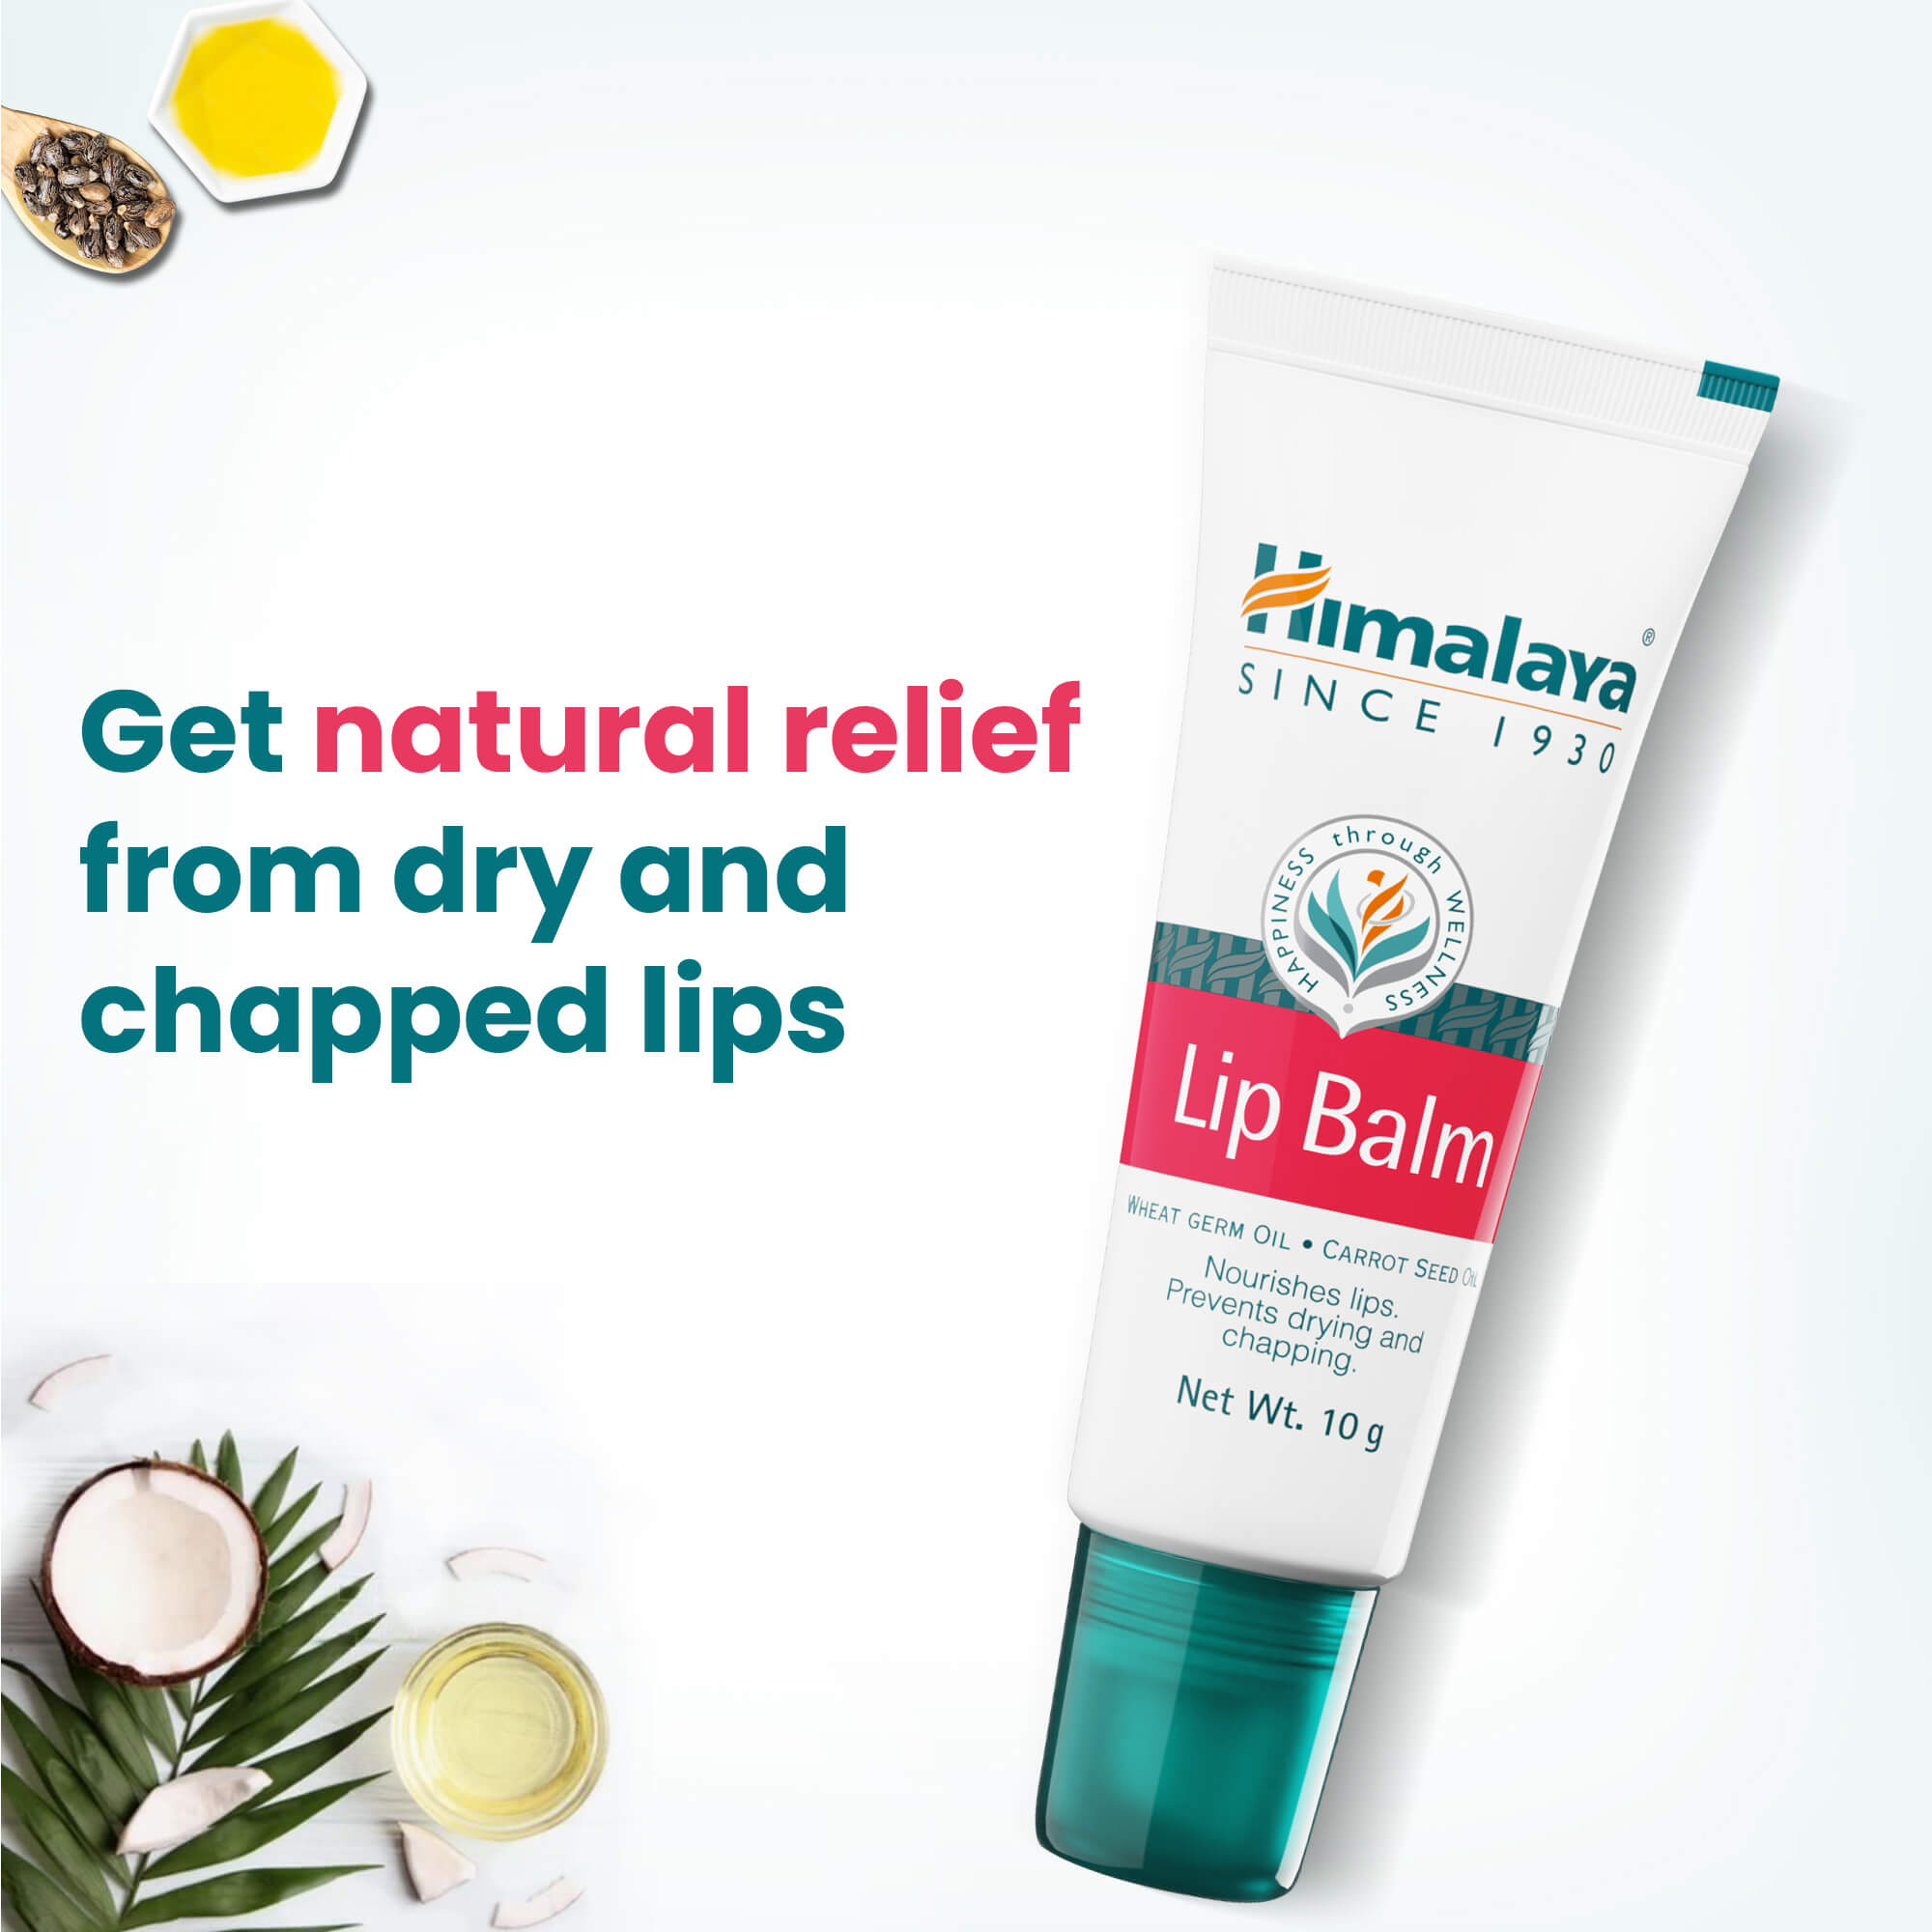 Get natural relief
from dry and
chapped lips
Himalaya®
SINCE 1930
HAPPINESS through WELLNESS
Lip Balm
WHEAT GERM OIL • CARROT SEED OIL
Nourishes lips.
Prevents drying and
chapping.
Net Wt. 10 g